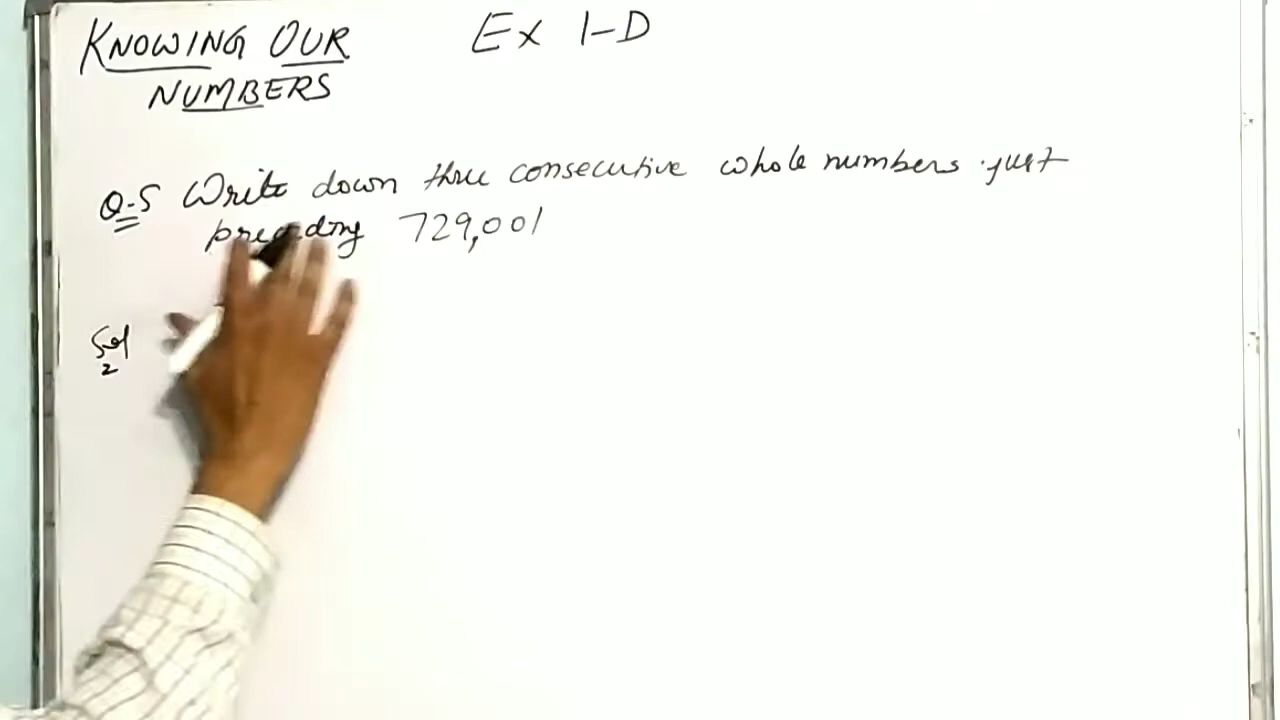 KNOWING OUR Ex 1-D
NUMBERS
Q-5 Write down three consecutive whole numbers just
preceding 729,001
Sol